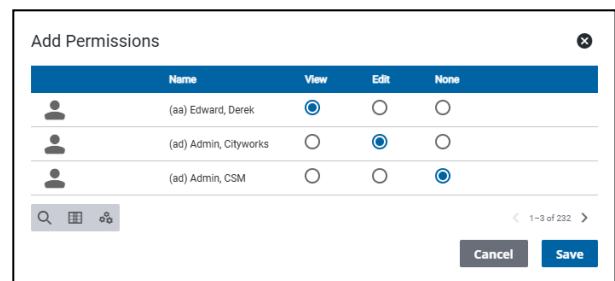 Add Permissions
Name View Edit None
(aa) Edward, Derek
(ad) Admin, Cityworks
(ad) Admin, CSM
1–3 of 232
Cancel Save